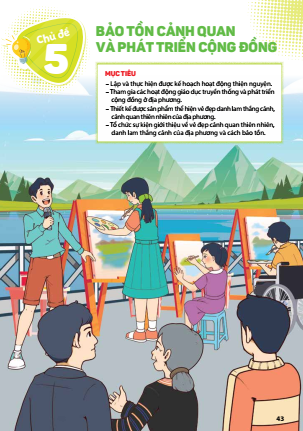 Chủ đề
5
BẢO TỒN CẢNH QUAN
VÀ PHÁT TRIỂN CỘNG ĐỒNG
MỤC TIÊU
– Lập và thực hiện được kế hoạch hoạt động thiện nguyện.
– Tham gia các hoạt động giáo dục truyền thống và phát triển
cộng đồng ở địa phương.
– Thiết kế được sản phẩm thể hiện vẻ đẹp danh lam thắng cảnh,
cảnh quan thiên nhiên của địa phương.
– Tổ chức sự kiện giới thiệu về vẻ đẹp cảnh quan thiên nhiên,
danh lam thắng cảnh của địa phương và cách bảo tồn.
43